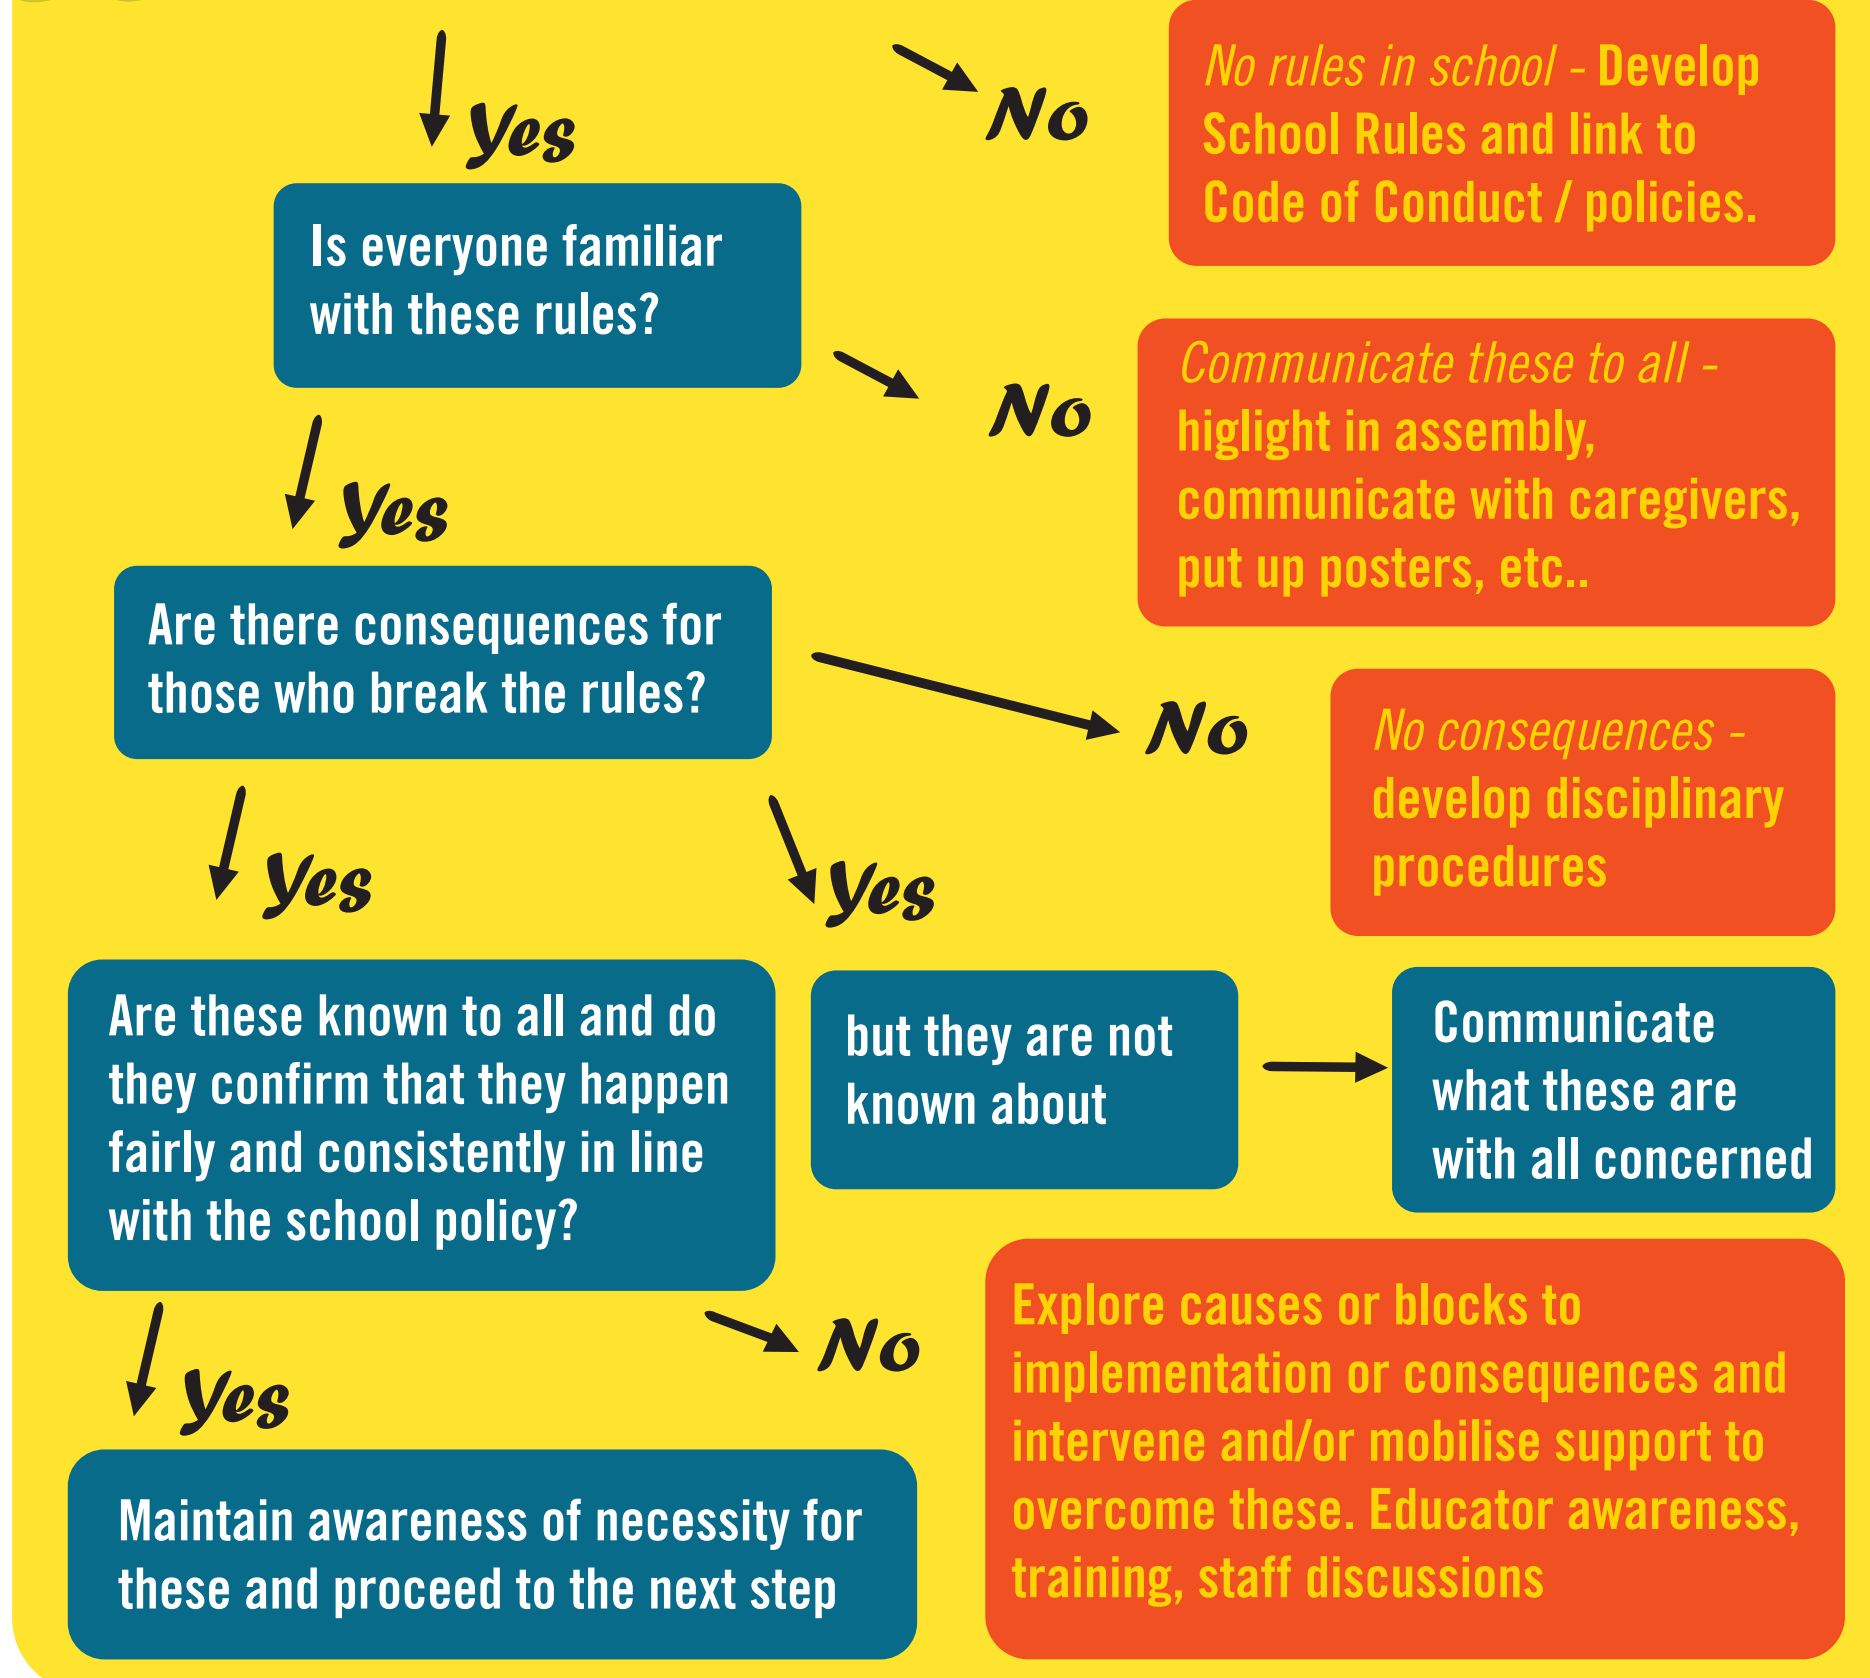 Yes
No
No rules in school - Develop
School Rules and link to
Code of Conduct / policies.
Is everyone familiar
with these rules?
No
Communicate these to all -
higlight in assembly,
communicate with caregivers,
put up posters, etc..
Yes
Are there consequences for
those who break the rules?
No
No consequences -
develop disciplinary
procedures
Yes
Yes
Are these known to all and do
they confirm that they happen
fairly and consistently in line
with the school policy?
but they are not
known about
Communicate
what these are
with all concerned
Yes
No
Explore causes or blocks to
implementation or consequences and
intervene and/or mobilise support to
overcome these. Educator awareness,
training, staff discussions
Maintain awareness of necessity for
these and proceed to the next step